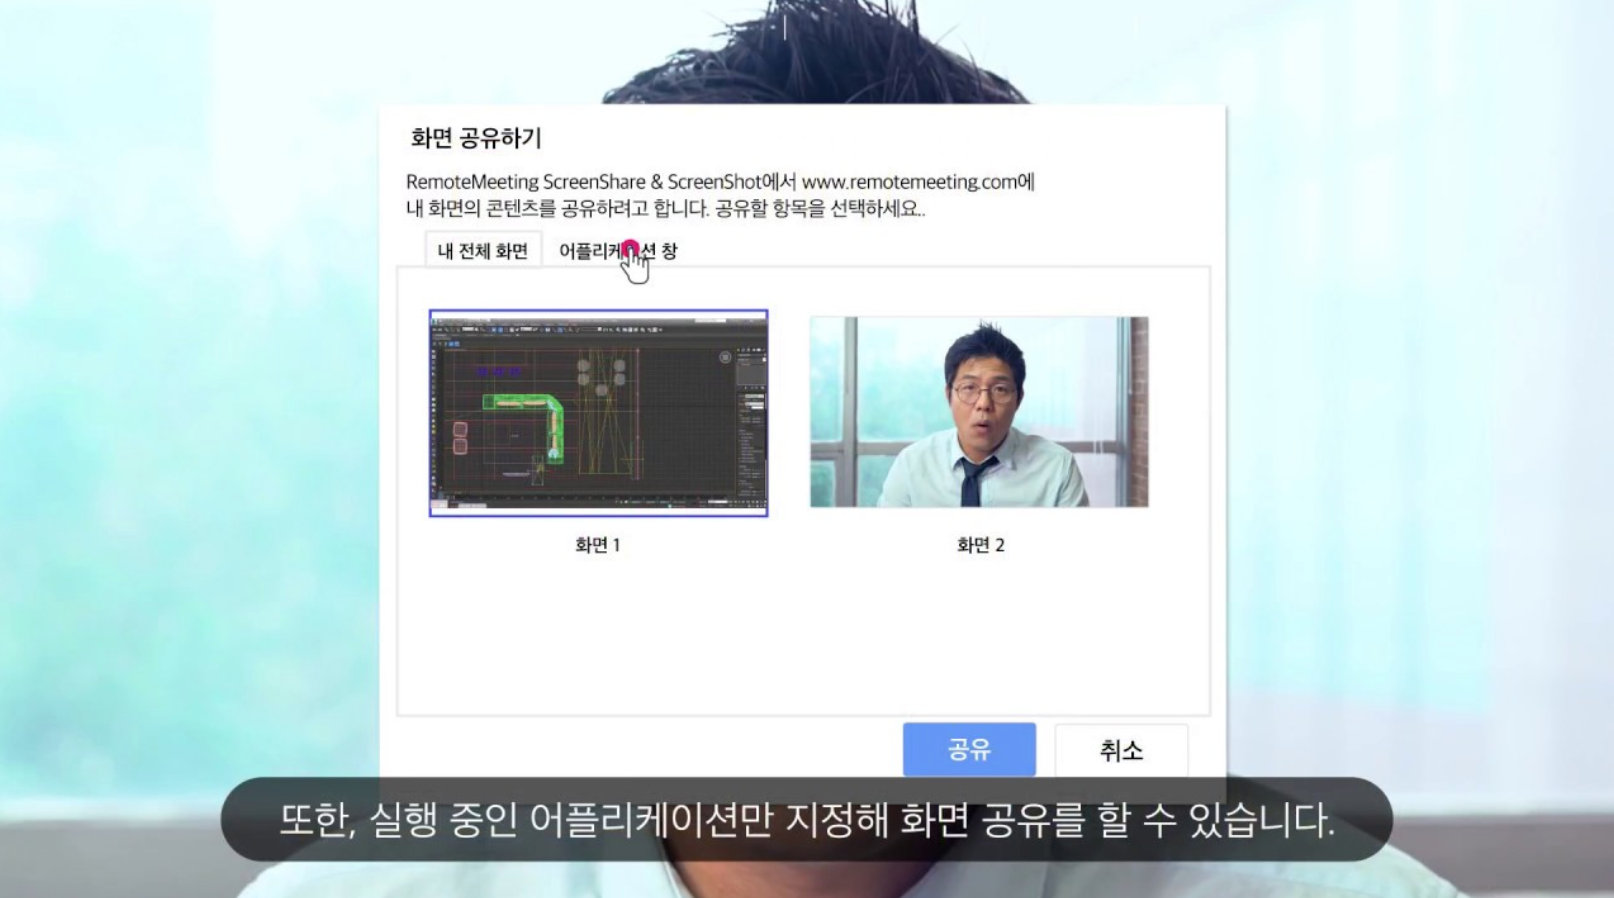 화면 공유하기
RemoteMeeting ScreenShare & ScreenShot에서 www.remotemeeting.com에
내 화면의 콘텐츠를 공유하려고 합니다. 공유할 항목을 선택하세요..
내 전체 화면 어플리케이션 창
화면 1 화면 2
공유 취소
또한, 실행 중인 어플리케이션만 지정해 화면 공유를 할 수 있습니다.